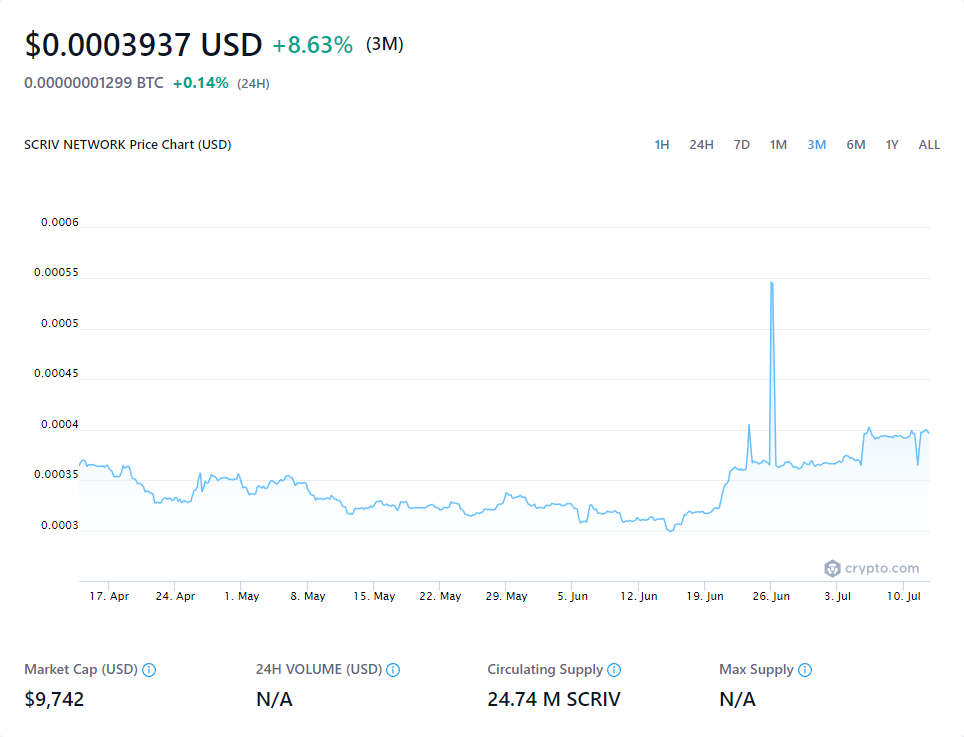 $0.0003937 USD +8.63% (3M)
0.00000001299 BTC +0.14% (24H)
SCRIV NETWORK Price Chart (USD) 1H 24H 7D 1M 3M 6M 1Y ALL
0.0006
0.00055
0.0005
0.00045
0.0004
0.00035
0.0003
crypto.com
17. Apr 24. Apr 1. May 8. May 15. May 22. May 29. May 5. Jun 12. Jun 19. Jun 26. Jun 3. Jul 10. Jul
Market Cap (USD) 24H VOLUME (USD) Circulating Supply Max Supply
$9,742 N/A 24.74 M SCRIV N/A